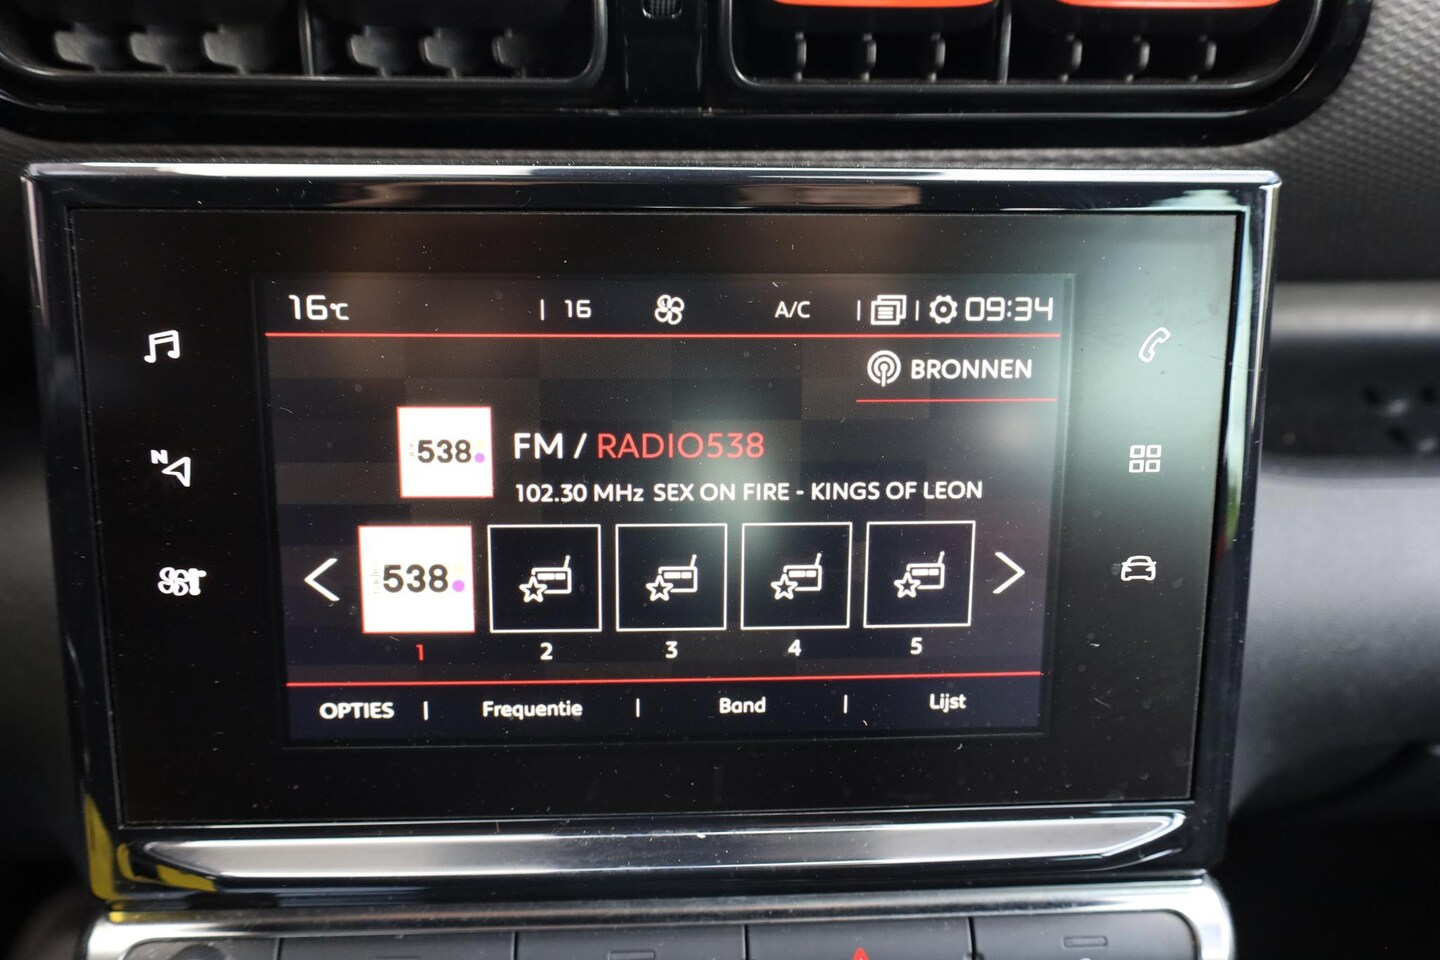 16°C | 16 A/C | | 09:34
BRONNEN
538
FM / RADIO538
102.30 MHz SEX ON FIRE - KINGS OF LEON
538
1 2 3 4 5
OPTIES | Frequentie | Band | Lijst
N